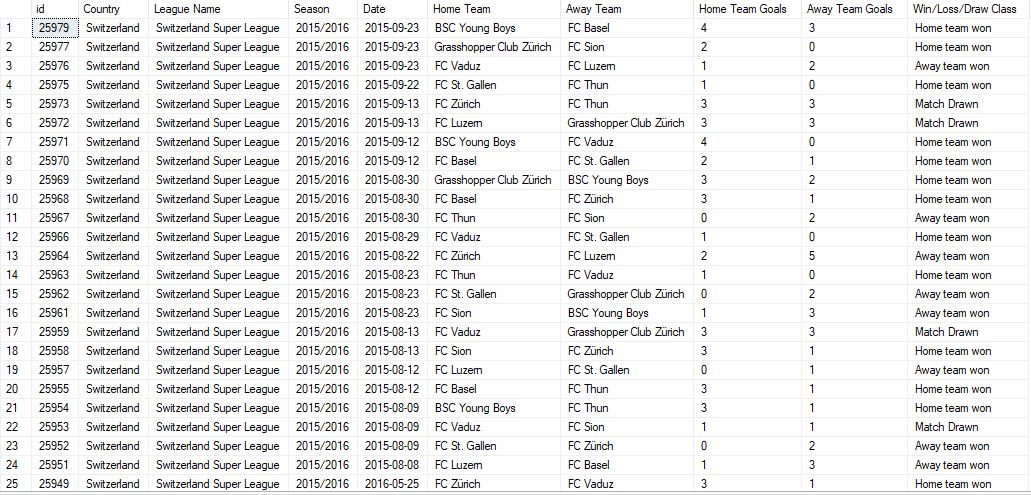 id Country League Name Season Date Home Team Away Team Home Team Goals Away Team Goals Win/Loss/Draw Class
1 25979 Switzerland Switzerland Super League 2015/2016 2015-09-23 BSC Young Boys FC Basel 4 3 Home team won
2 25977 Switzerland Switzerland Super League 2015/2016 2015-09-23 Grasshopper Club Zürich FC Sion 2 0 Home team won
3 25976 Switzerland Switzerland Super League 2015/2016 2015-09-23 FC Vaduz FC Luzern 1 2 Away team won
4 25975 Switzerland Switzerland Super League 2015/2016 2015-09-22 FC St. Gallen FC Thun 1 0 Home team won
5 25973 Switzerland Switzerland Super League 2015/2016 2015-09-13 FC Zürich FC Thun 3 3 Match Drawn
6 25972 Switzerland Switzerland Super League 2015/2016 2015-09-13 FC Luzern Grasshopper Club Zürich 3 3 Match Drawn
7 25971 Switzerland Switzerland Super League 2015/2016 2015-09-12 BSC Young Boys FC Vaduz 4 0 Home team won
8 25970 Switzerland Switzerland Super League 2015/2016 2015-09-12 FC Basel FC St. Gallen 2 1 Home team won
9 25969 Switzerland Switzerland Super League 2015/2016 2015-08-30 Grasshopper Club Zürich BSC Young Boys 3 2 Home team won
10 25968 Switzerland Switzerland Super League 2015/2016 2015-08-30 FC Basel FC Zürich 3 1 Home team won
11 25967 Switzerland Switzerland Super League 2015/2016 2015-08-30 FC Thun FC Sion 0 2 Away team won
12 25966 Switzerland Switzerland Super League 2015/2016 2015-08-29 FC Vaduz FC St. Gallen 1 0 Home team won
13 25964 Switzerland Switzerland Super League 2015/2016 2015-08-22 FC Zürich FC Luzern 2 5 Away team won
14 25963 Switzerland Switzerland Super League 2015/2016 2015-08-23 FC Thun FC Vaduz 1 0 Home team won
15 25962 Switzerland Switzerland Super League 2015/2016 2015-08-23 FC St. Gallen Grasshopper Club Zürich 0 2 Away team won
16 25961 Switzerland Switzerland Super League 2015/2016 2015-08-23 FC Sion BSC Young Boys 1 3 Away team won
17 25959 Switzerland Switzerland Super League 2015/2016 2015-08-13 FC Vaduz Grasshopper Club Zürich 3 3 Match Drawn
18 25958 Switzerland Switzerland Super League 2015/2016 2015-08-13 FC Sion FC Zürich 3 1 Home team won
19 25957 Switzerland Switzerland Super League 2015/2016 2015-08-12 FC Luzern FC St. Gallen 0 1 Away team won
20 25955 Switzerland Switzerland Super League 2015/2016 2015-08-12 FC Basel FC Thun 3 1 Home team won
21 25954 Switzerland Switzerland Super League 2015/2016 2015-08-09 BSC Young Boys FC Thun 3 1 Home team won
22 25953 Switzerland Switzerland Super League 2015/2016 2015-08-09 FC Vaduz FC Sion 1 1 Match Drawn
23 25952 Switzerland Switzerland Super League 2015/2016 2015-08-09 FC St. Gallen FC Zürich 0 2 Away team won
24 25951 Switzerland Switzerland Super League 2015/2016 2015-08-08 FC Luzern FC Basel 1 3 Away team won
25 25949 Switzerland Switzerland Super League 2015/2016 2016-05-25 FC Zürich FC Vaduz 3 1 Home team won